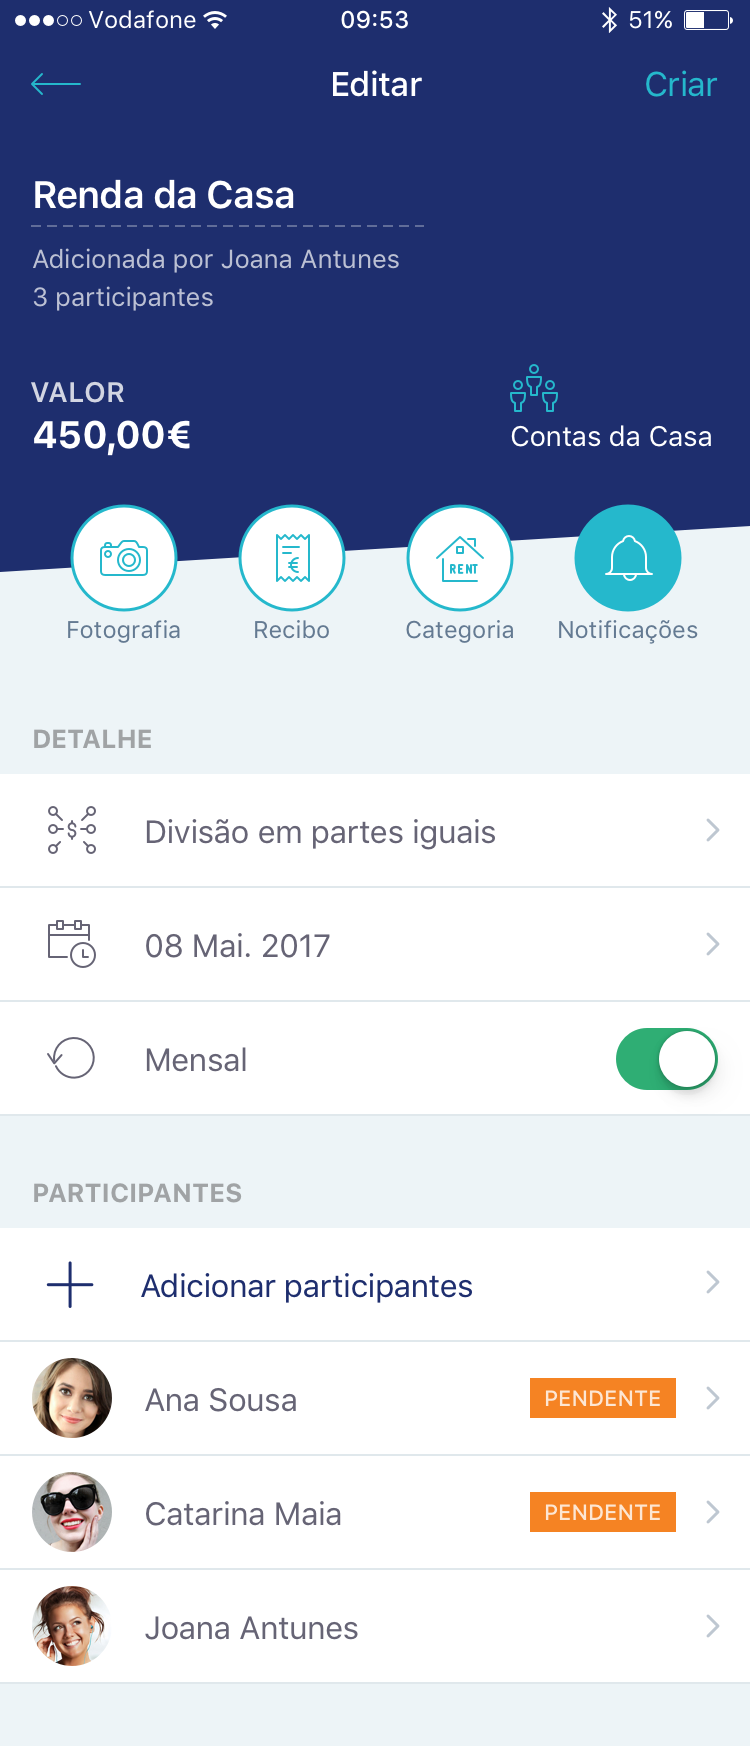 Vodafone 09:53 51%
Editar Criar
Renda da Casa
Adicionada por Joana Antunes
3 participantes
VALOR
450,00€
Contas da Casa
€
RENT
Fotografia Recibo Categoria Notificações
DETALHE
$
Divisão em partes iguais
08 Mai. 2017
Mensal
PARTICIPANTES
Adicionar participantes
Ana Sousa PENDENTE
Catarina Maia PENDENTE
Joana Antunes